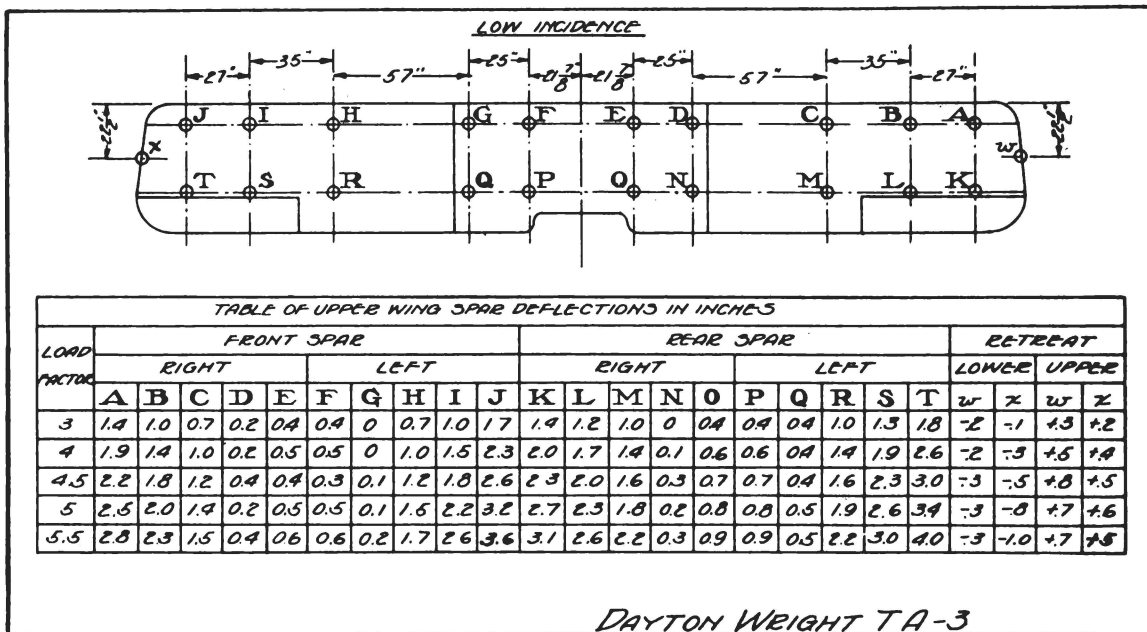 LOW INCIDENCE
27" 35" 57" 25" 21 7/8" 21 7/8" 25" 57" 35" 27"
22 1/2" 22 1/2"
J I H G F E D C B A
x w
T S R Q P O N M L K
TABLE OF UPPER WING SPAR DEFLECTIONS IN INCHES
LOAD FACTOR FRONT SPAR REAR SPAR RETREAT
RIGHT LEFT RIGHT LEFT LOWER UPPER
A B C D E F G H I J K L M N O P Q R S T w x w x
3 1.4 1.0 0.7 0.2 0.4 0.4 0 0.7 1.0 1.7 1.4 1.2 1.0 0 0.4 0.4 0.4 1.0 1.3 1.8 -.2 -.1 +.3 +.2
4 1.9 1.4 1.0 0.2 0.5 0.5 0 1.0 1.5 2.3 2.0 1.7 1.4 0.1 0.6 0.6 0.4 1.4 1.9 2.6 -.2 -.3 +.5 +.4
4.5 2.2 1.8 1.2 0.4 0.4 0.3 0.1 1.2 1.8 2.6 2.3 2.0 1.6 0.3 0.7 0.7 0.4 1.6 2.3 3.0 -.3 -.5 +.8 +.5
5 2.5 2.0 1.4 0.2 0.5 0.5 0.1 1.5 2.2 3.2 2.7 2.3 1.8 0.2 0.8 0.8 0.5 1.9 2.6 3.4 -.3 -.8 +.7 +.6
5.5 2.8 2.3 1.5 0.4 0.6 0.6 0.2 1.7 2.6 3.6 3.1 2.6 2.2 0.3 0.9 0.9 0.5 2.2 3.0 4.0 -.3 -1.0 +.7 +.5
DAYTON WRIGHT TA-3